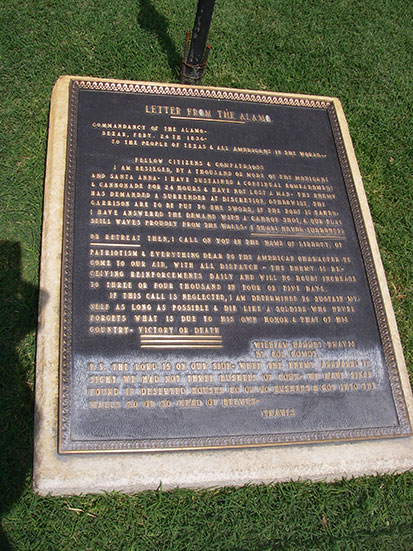 LETTER FROM THE ALAMO
COMMANDANCY OF THE ALAMO-
BEXAR, FEBY. 24TH 1836-
TO THE PEOPLE OF TEXAS & ALL AMERICANS IN THE WORLD-
FELLOW CITIZENS & COMPATRIOTS
I AM BESIEGED, BY A THOUSAND OR MORE OF THE MEXICANS
AND SANTA ANNA- I HAVE SUSTAINED A CONTINUAL BOMBARDMENT
& CANNONADE FOR 24 HOURS & HAVE NOT LOST A MAN- THE ENEMY
HAS DEMANDED A SURRENDER AT DISCRETION, OTHERWISE, THE
GARRISON ARE TO BE PUT TO THE SWORD, IF THE FORT IS TAKEN-
I HAVE ANSWERED THE DEMAND WITH A CANNON SHOT, & OUR FLAG
STILL WAVES PROUDLY FROM THE WALLS- I SHALL NEVER SURRENDER
OR RETREAT THEN, I CALL ON YOU IN THE NAME OF LIBERTY, OF
PATRIOTISM & EVERYTHING DEAR TO THE AMERICAN CHARACTER TO
COME TO OUR AID, WITH ALL DISPATCH- THE ENEMY IS RE-
CEIVING REINFORCEMENTS DAILY AND WILL NO DOUBT INCREASE
TO THREE OR FOUR THOUSAND IN FOUR OR FIVE DAYS.
IF THIS CALL IS NEGLECTED, I AM DETERMINED TO SUSTAIN MY-
SELF AS LONG AS POSSIBLE & DIE LIKE A SOLDIER WHO NEVER
FORGETS WHAT IS DUE TO HIS OWN HONOR & THAT OF HIS
COUNTRY- VICTORY OR DEATH
WILLIAM BARRET TRAVIS
LT. COL. COMDT.
P.S. THE LORD IS ON OUR SIDE- WHEN THE ENEMY APPEARED IN
SIGHT WE HAD NOT THREE BUSHELS OF CORN- WE HAVE SINCE
FOUND IN DESERTED HOUSES 80 OR 90 BUSHELS & GOT INTO THE
WALLS 20 OR 30 HEAD OF BEEVES-
TRAVIS